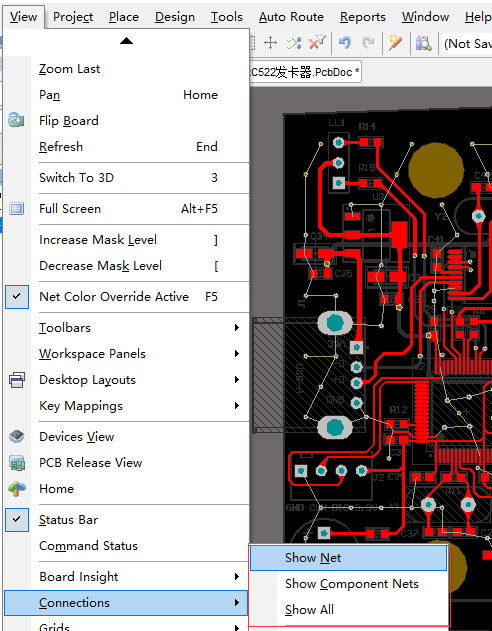 View Project Place Design Tools Auto Route Reports Window Help
(Not Sav
C522发卡器.PcbDoc *
Zoom Last
Pan Home
Flip Board
Refresh End
Switch To 3D 3
Full Screen Alt+F5
Increase Mask Level ]
Decrease Mask Level [
Net Color Override Active F5
Toolbars
Workspace Panels
Desktop Layouts
Key Mappings
Devices View
PCB Release View
Home
Status Bar
Command Status
Board Insight
Connections
Grids
Show Net
Show Component Nets
Show All
LL1
R14
R15
Y2
C35
R12
J2
C37